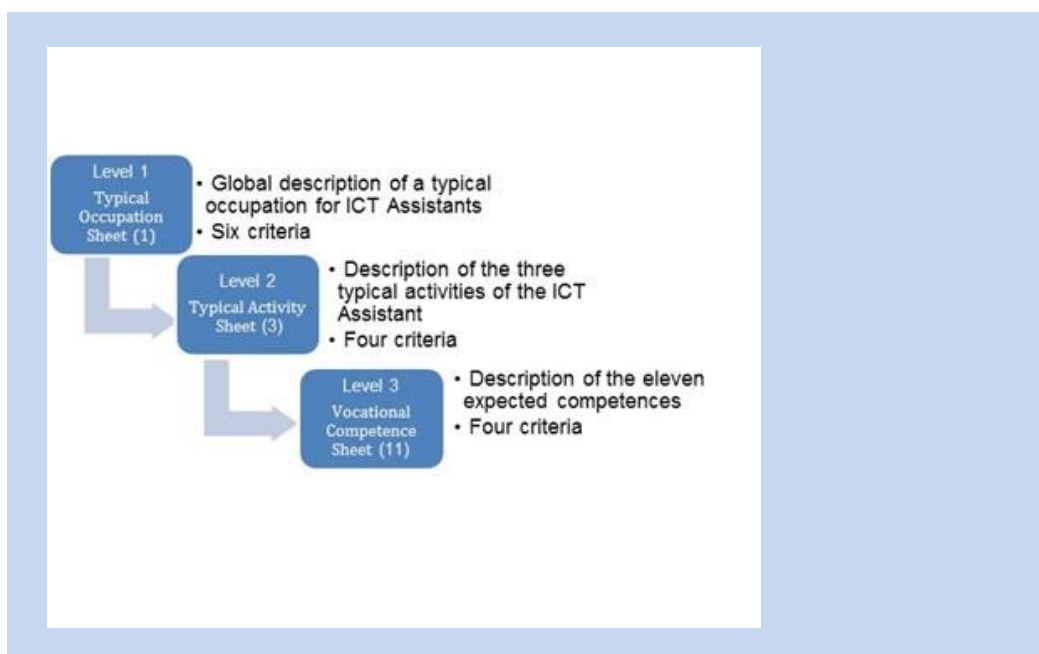 Level 1
Typical
Occupation
Sheet (1)
• Global description of a typical
occupation for ICT Assistants
• Six criteria
Level 2
Typical Activity
Sheet (3)
• Description of the three
typical activities of the ICT
Assistant
• Four criteria
Level 3
Vocational
Competence
Sheet (11)
• Description of the eleven
expected competences
• Four criteria